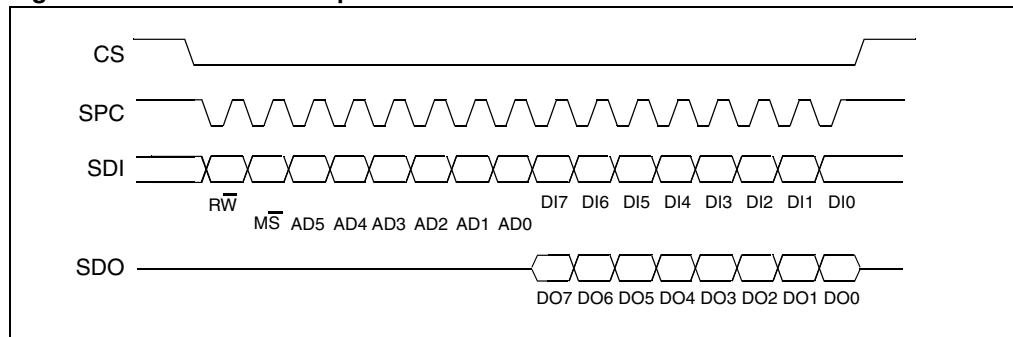 CS
SPC
SDI
RW̅
DI7 DI6 DI5 DI4 DI3 DI2 DI1 DI0
MS̅ AD5 AD4 AD3 AD2 AD1 AD0
SDO
DO7 DO6 DO5 DO4 DO3 DO2 DO1 DO0